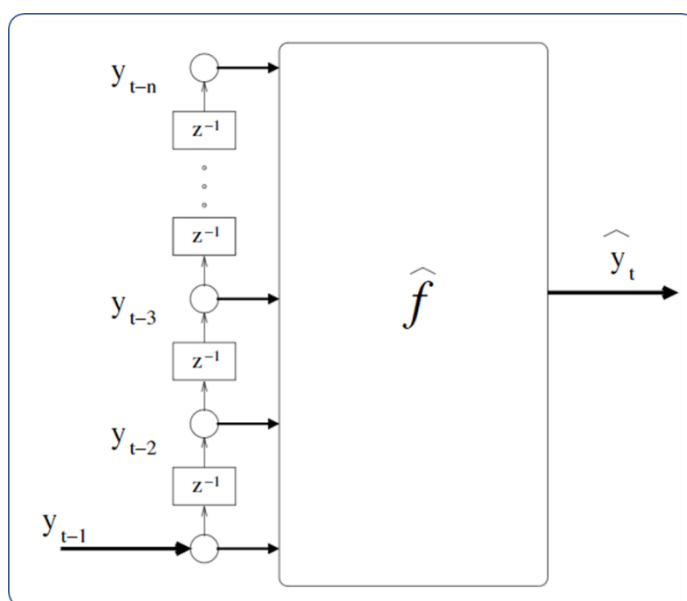 y t−n
z⁻¹
z⁻¹
ŷ t
f̂
y t−3
z⁻¹
y t−2
z⁻¹
y t−1